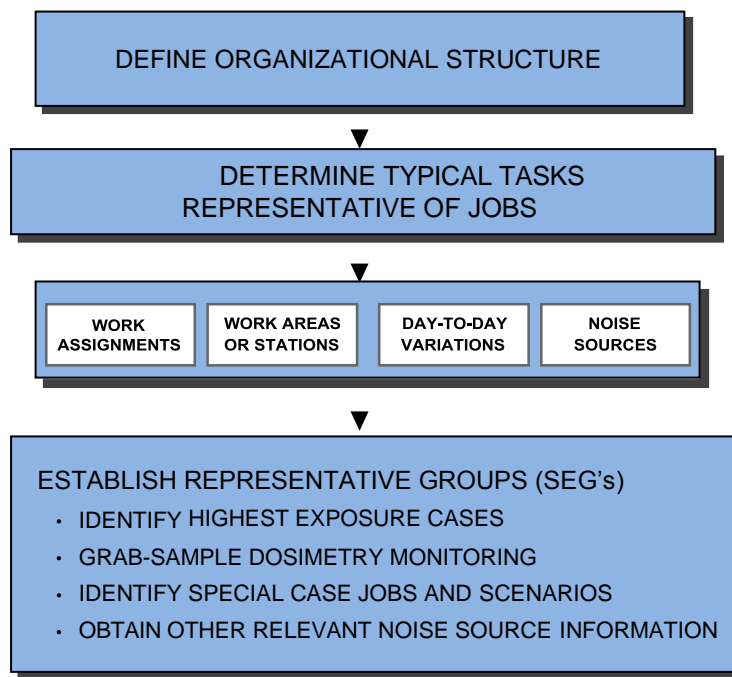 DEFINE ORGANIZATIONAL STRUCTURE
DETERMINE TYPICAL TASKS
REPRESENTATIVE OF JOBS
WORK
ASSIGNMENTS
WORK AREAS
OR STATIONS
DAY-TO-DAY
VARIATIONS
NOISE
SOURCES
ESTABLISH REPRESENTATIVE GROUPS (SEG's)
• IDENTIFY HIGHEST EXPOSURE CASES
• GRAB-SAMPLE DOSIMETRY MONITORING
• IDENTIFY SPECIAL CASE JOBS AND SCENARIOS
• OBTAIN OTHER RELEVANT NOISE SOURCE INFORMATION